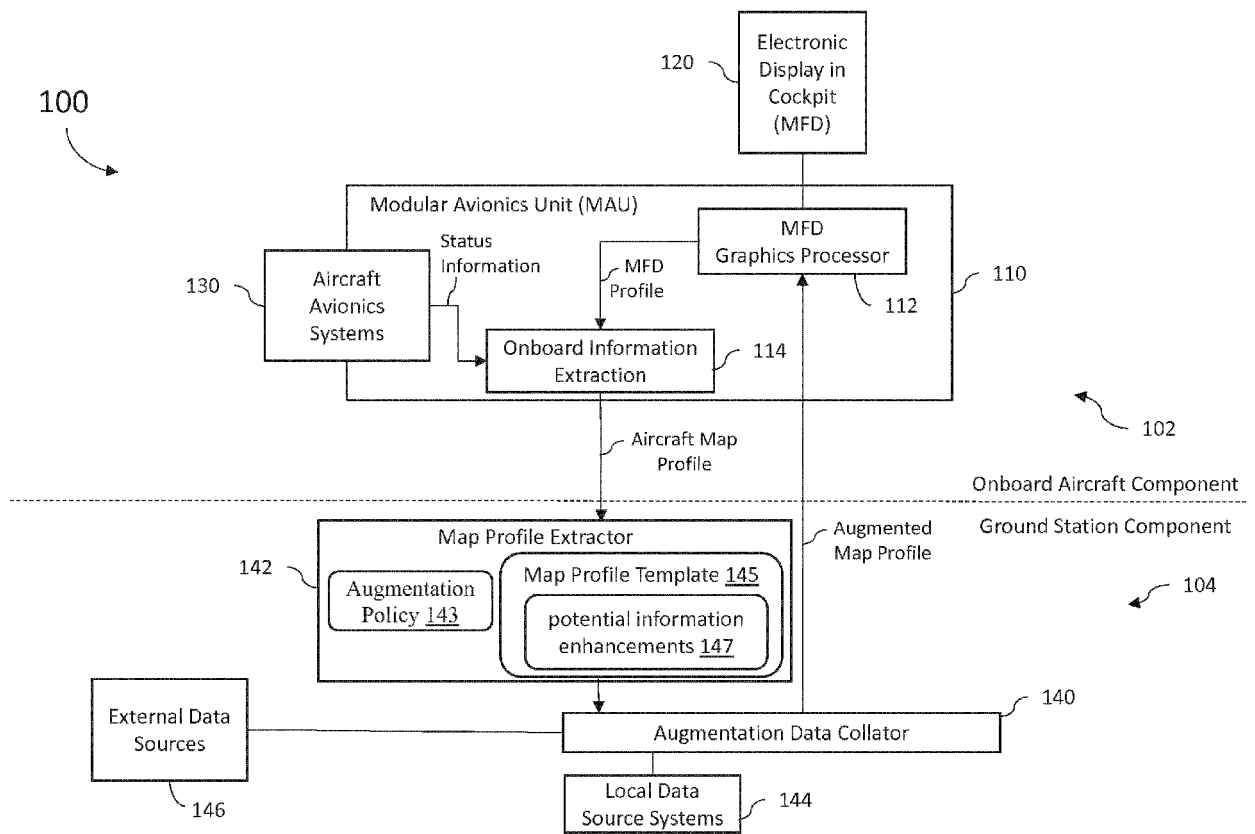 100
120
Electronic
Display in
Cockpit
(MFD)
Modular Avionics Unit (MAU)
Status
Information
MFD
Graphics Processor
MFD
Profile
112
110
130
Aircraft
Avionics
Systems
Onboard Information
Extraction
114
102
Aircraft Map
Profile
Onboard Aircraft Component
Ground Station Component
Augmented
Map Profile
104
142
Map Profile Extractor
Augmentation
Policy 143
Map Profile Template 145
potential information
enhancements 147
External Data
Sources
146
140
Augmentation Data Collator
Local Data
Source Systems
144